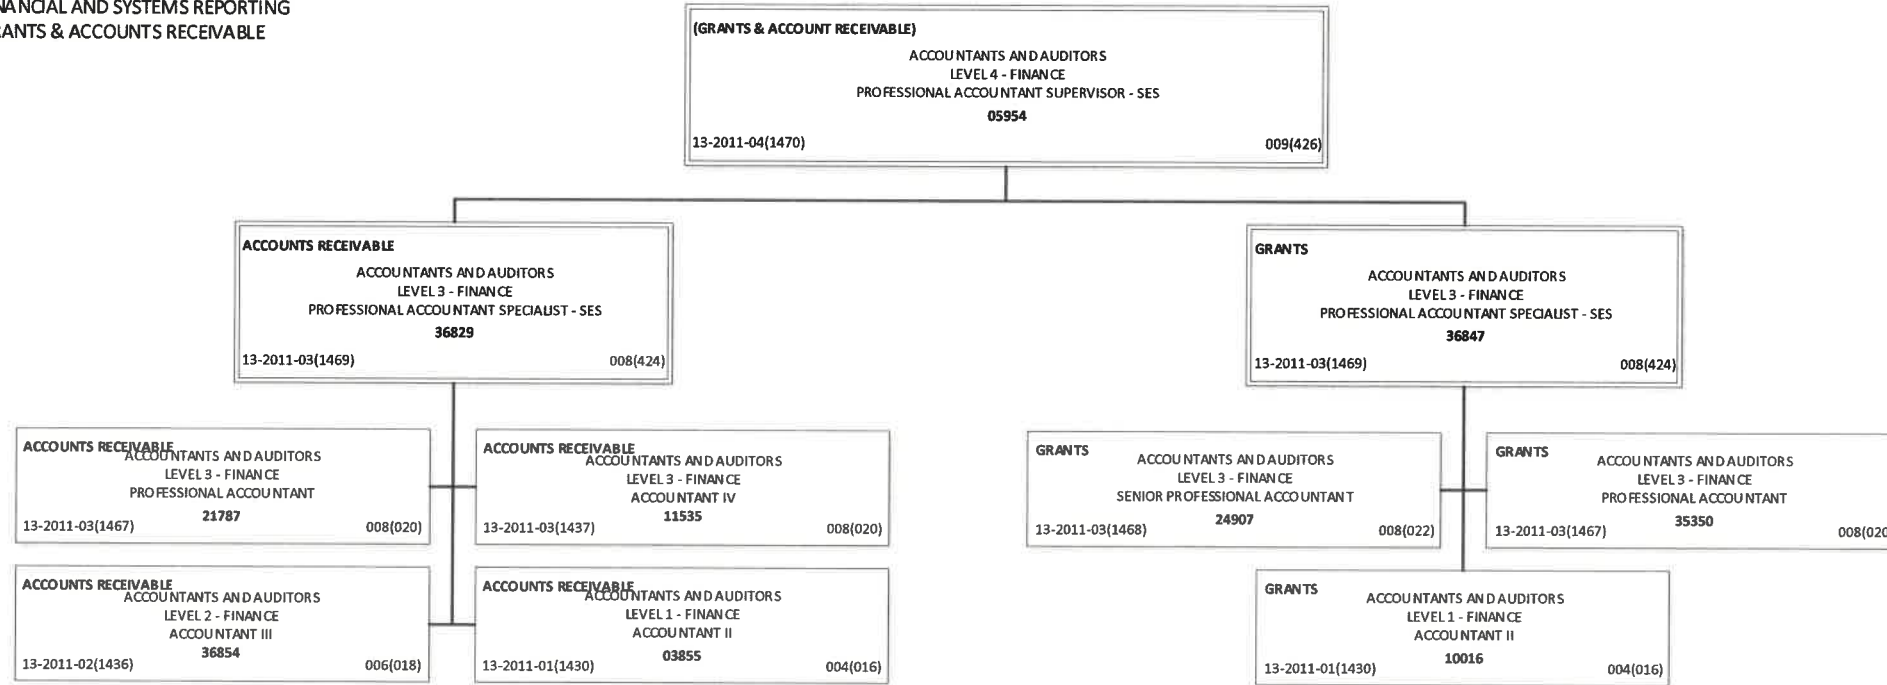 NANCIAL AND SYSTEMS REPORTING
ANTS & ACCOUNTS RECEIVABLE
(GRANTS & ACCOUNT RECEIVABLE)
ACCOUNTANTS AND AUDITORS
LEVEL 4 - FINANCE
PROFESSIONAL ACCOUNTANT SUPERVISOR - SES
05954
13-2011-04(1470) 009(426)
ACCOUNTS RECEIVABLE
ACCOUNTANTS AND AUDITORS
LEVEL 3 - FINANCE
PROFESSIONAL ACCOUNTANT SPECIALIST - SES
36829
13-2011-03(1469) 008(424)
GRANTS
ACCOUNTANTS AND AUDITORS
LEVEL 3 - FINANCE
PROFESSIONAL ACCOUNTANT SPECIALIST - SES
36847
13-2011-03(1469) 008(424)
ACCOUNTS RECEIVABLE
ACCOUNTANTS AND AUDITORS
LEVEL 3 - FINANCE
PROFESSIONAL ACCOUNTANT
21787
13-2011-03(1467) 008(020)
ACCOUNTS RECEIVABLE
ACCOUNTANTS AND AUDITORS
LEVEL 3 - FINANCE
ACCOUNTANT IV
11535
13-2011-03(1437) 008(020)
GRANTS
ACCOUNTANTS AND AUDITORS
LEVEL 3 - FINANCE
SENIOR PROFESSIONAL ACCOUNTANT
24907
13-2011-03(1468) 008(022)
GRANTS
ACCOUNTANTS AND AUDITORS
LEVEL 3 - FINANCE
PROFESSIONAL ACCOUNTANT
35350
13-2011-03(1467) 008(020
ACCOUNTS RECEIVABLE
ACCOUNTANTS AND AUDITORS
LEVEL 2 - FINANCE
ACCOUNTANT III
36854
13-2011-02(1436) 006(018)
ACCOUNTS RECEIVABLE
ACCOUNTANTS AND AUDITORS
LEVEL 1 - FINANCE
ACCOUNTANT II
03855
13-2011-01(1430) 004(016)
GRANTS
ACCOUNTANTS AND AUDITORS
LEVEL 1 - FINANCE
ACCOUNTANT II
10016
13-2011-01(1430) 004(016)